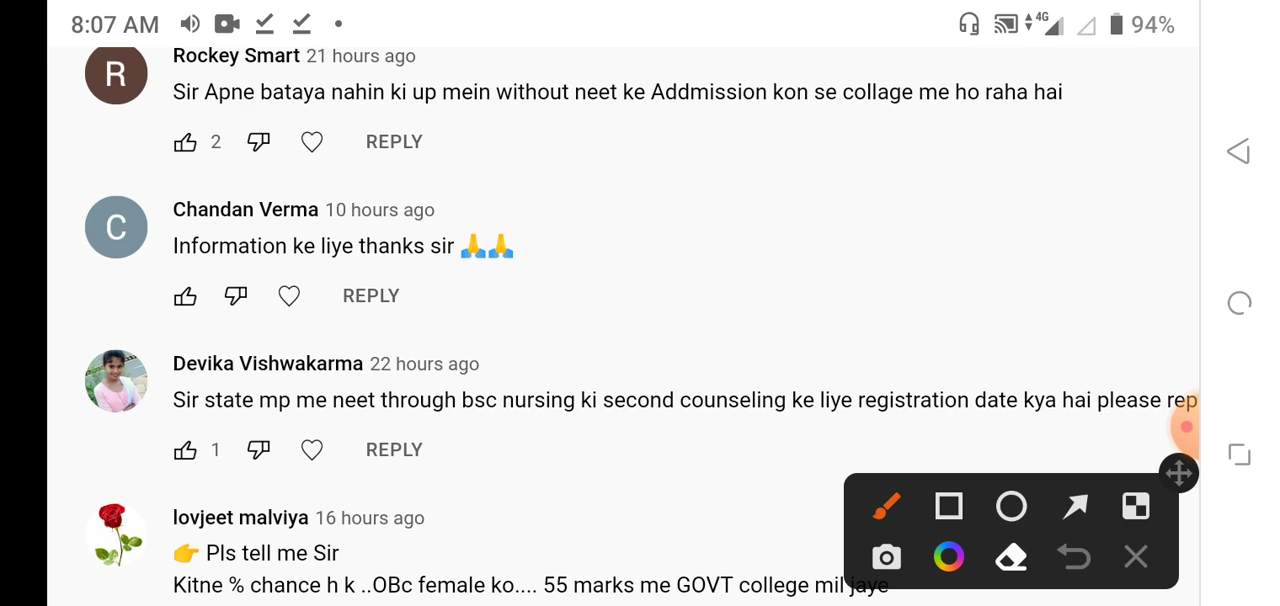 8:07 AM 4G 94%
Rockey Smart 21 hours ago
R
Sir Apne bataya nahin ki up mein without neet ke Addmission kon se collage me ho raha hai
2 REPLY
Chandan Verma 10 hours ago
C
Information ke liye thanks sir 🙏🙏
REPLY
Devika Vishwakarma 22 hours ago
Sir state mp me neet through bsc nursing ki second counseling ke liye registration date kya hai please rep
1 REPLY
lovjeet malviya 16 hours ago
👉 Pls tell me Sir
Kitne % chance h k ..OBc female ko.... 55 marks me GOVT college mil jaye